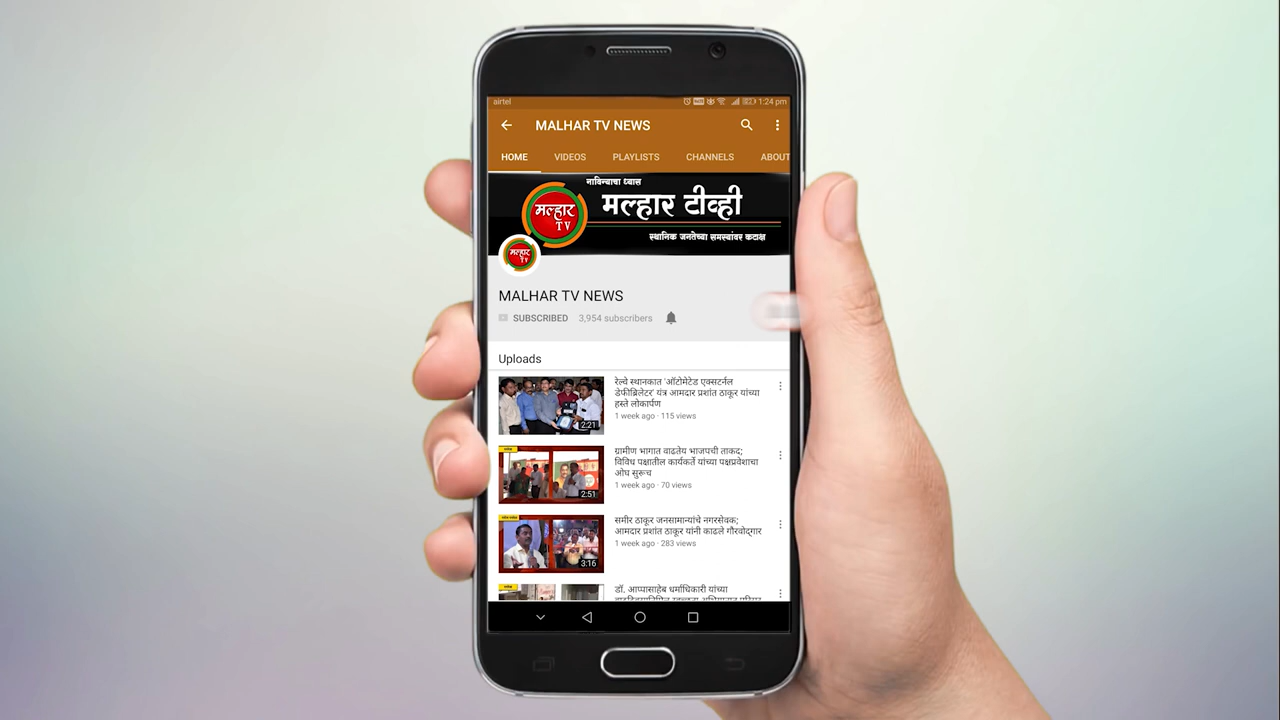 airtel
1:24 pm
MALHAR TV NEWS
HOME
VIDEOS
PLAYLISTS
CHANNELS
ABOUT
नाविन्याचा ध्यास
मल्हार टीव्ही
स्थानिक जनतेच्या समस्यांवर कटाक्ष
मल्हार
TV
मल्हार
TV
MALHAR TV NEWS
SUBSCRIBED 3,954 subscribers
Uploads
रेल्वे स्थानकात 'ऑटोमेटेड एक्सटर्नल
डेफीब्रिलेटर' यंत्र आमदार प्रशांत ठाकूर यांच्या
हस्ते लोकार्पण
1 week ago · 115 views
2:21
ग्रामीण भागात वाढतेय भाजपची ताकद;
विविध पक्षातील कार्यकर्ते यांच्या पक्षप्रवेशाचा
ओघ सुरूच
1 week ago · 70 views
2:51
समीर ठाकूर जनसामान्यांचे नगरसेवक;
आमदार प्रशांत ठाकूर यांनी काढले गौरवोद्गार
1 week ago · 283 views
3:16
डॉ. आप्पासाहेब धर्माधिकारी यांच्या